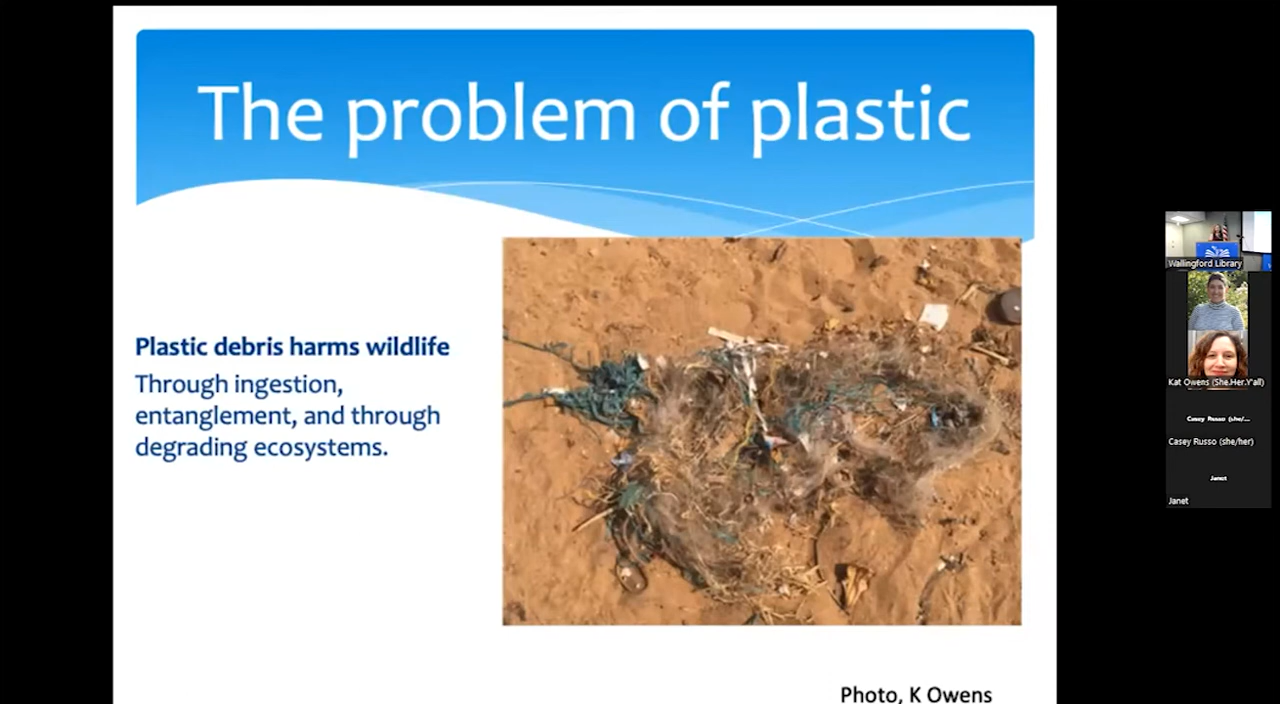 The problem of plastic
Plastic debris harms wildlife
Through ingestion,
entanglement, and through
degrading ecosystems.
Photo, K Owens
Wallingford Library
Kat Owens (She.Her.Y'all)
Casey Russo (she/...
Casey Russo (she/her)
Janet
Janet